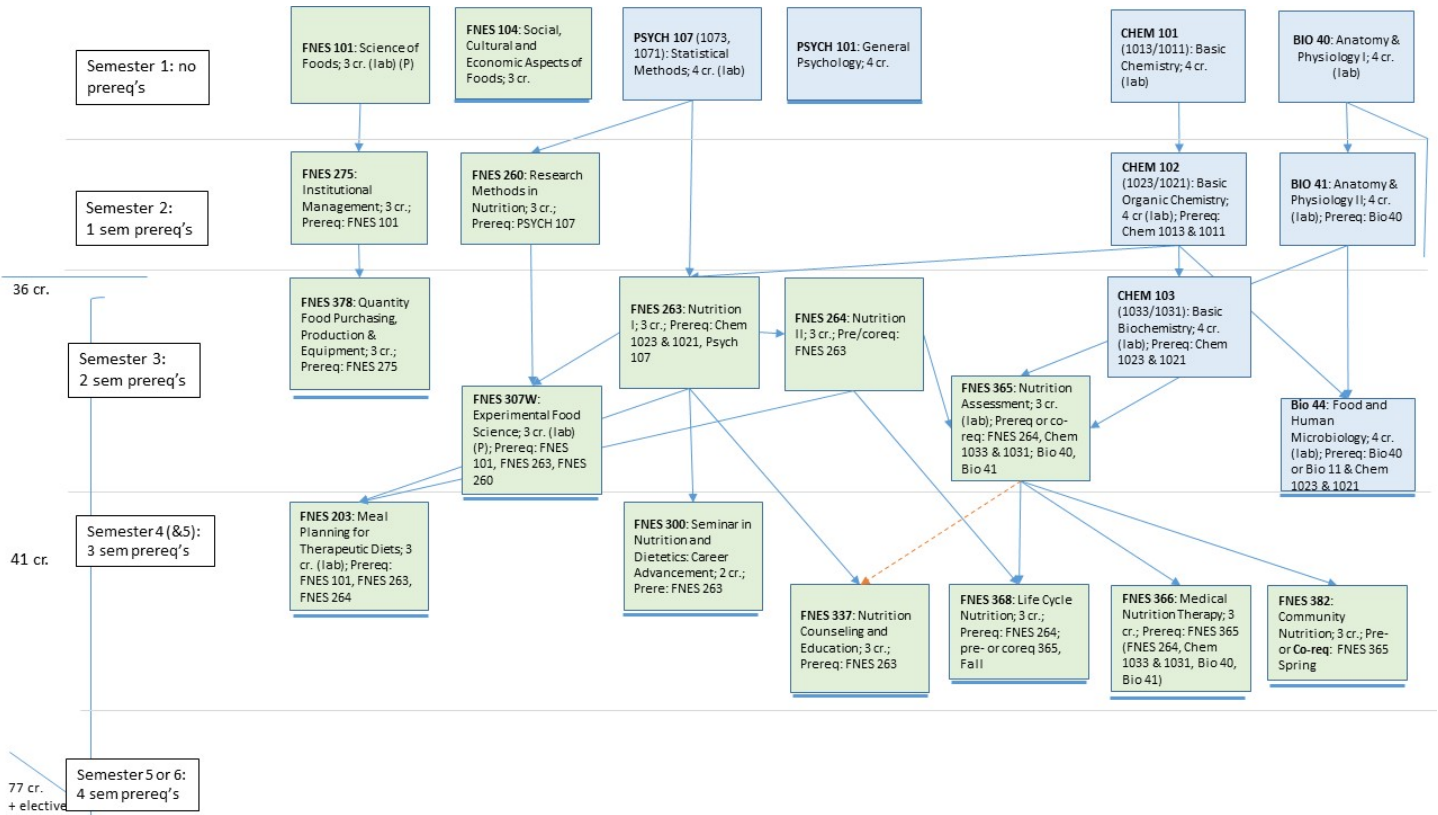 Semester 1: no
prereq's
FNES 101: Science of
Foods; 3 cr. (lab) (P)
FNES 104: Social,
Cultural and
Economic Aspects of
Foods; 3 cr.
PSYCH 107 (1073,
1071): Statistical
Methods; 4 cr. (lab)
PSYCH 101: General
Psychology; 4 cr.
CHEM 101
(1013/1011): Basic
Chemistry; 4 cr.
(lab)
BIO 40: Anatomy &
Physiology I; 4 cr.
(lab)
Semester 2:
1 sem prereq's
FNES 275:
Institutional
Management; 3 cr.;
Prereq: FNES 101
FNES 260: Research
Methods in
Nutrition; 3 cr.;
Prereq: PSYCH 107
CHEM 102
(1023/1021): Basic
Organic Chemistry;
4 cr (lab); Prereq:
Chem 1013 & 1011
BIO 41: Anatomy &
Physiology II; 4 cr.
(lab); Prereq: Bio 40
36 cr.
Semester 3:
2 sem prereq's
FNES 378: Quantity
Food Purchasing,
Production &
Equipment; 3 cr.;
Prereq: FNES 275
FNES 307W:
Experimental Food
Science; 3 cr. (lab)
(P); Prereq: FNES
101, FNES 263, FNES
260
FNES 263: Nutrition
I; 3 cr.; Prereq: Chem
1023 & 1021, Psych
107
FNES 264: Nutrition
II; 3 cr.; Pre/coreq:
FNES 263
FNES 365: Nutrition
Assessment; 3 cr.
(lab); Prereq or co-
req: FNES 264, Chem
1033 & 1031; Bio 40,
Bio 41
CHEM 103
(1033/1031): Basic
Biochemistry; 4 cr.
(lab); Prereq: Chem
1023 & 1021
Bio 44: Food and
Human
Microbiology; 4 cr.
(lab); Prereq: Bio 40
or Bio 11 & Chem
1023 & 1021
41 cr.
Semester 4 (&5):
3 sem prereq's
FNES 203: Meal
Planning for
Therapeutic Diets; 3
cr. (lab); Prereq:
FNES 101, FNES 263,
FNES 264
FNES 300: Seminar in
Nutrition and
Dietetics: Career
Advancement; 2 cr.;
Prere: FNES 263
FNES 337: Nutrition
Counseling and
Education; 3 cr.;
Prereq: FNES 263
FNES 368: Life Cycle
Nutrition; 3 cr.;
Prereq: FNES 264;
pre- or coreq 365,
Fall
FNES 366: Medical
Nutrition Therapy; 3
cr.; Prereq: FNES 365
(FNES 264, Chem
1033 & 1031, Bio 40,
Bio 41)
FNES 382:
Community
Nutrition; 3 cr.; Pre-
or Co-req: FNES 365
Spring
Semester 5 or 6:
4 sem prereq's
77 cr.
+ elective